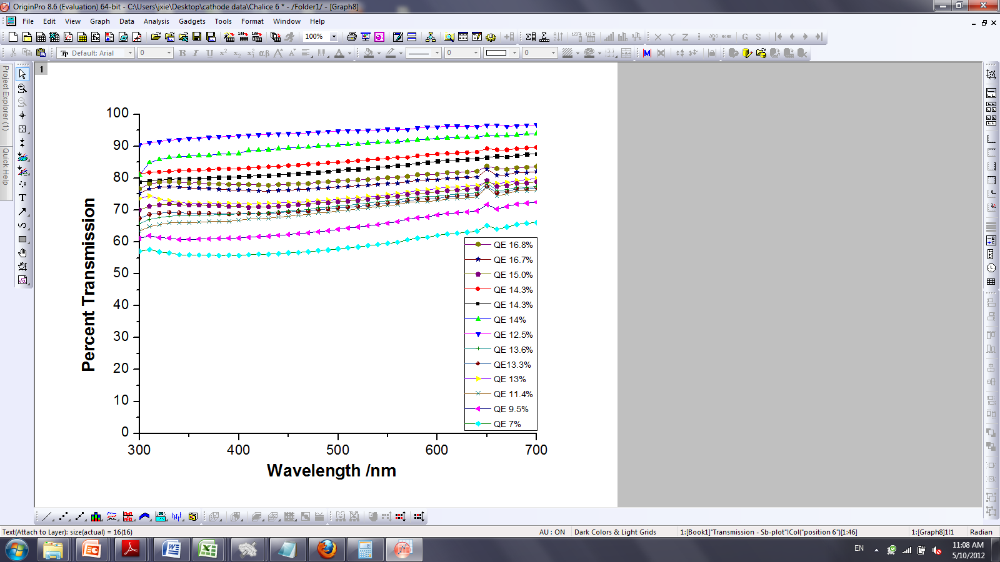 OriginPro 8.6 (Evaluation) 64-bit - C:\Users\jxie\Desktop\cathode data\Chalice 6 * - /Folder1/ - [Graph8]
File Edit View Graph Data Analysis Gadgets Tools Format Window Help
100%
Default: Arial 0 B I U 0 0
Project Explorer (1)
Quick Help
1
100
90
80
70
60
50
40
30
20
10
0
Percent Transmission
300 400 500 600 700
Wavelength /nm
QE 16.8%
QE 16.7%
QE 15.0%
QE 14.3%
QE 14.3%
QE 14%
QE 12.5%
QE 13.6%
QE13.3%
QE 13%
QE 11.4%
QE 9.5%
QE 7%
Text(Attach to Layer): size(actual) = 16(16) AU : ON Dark Colors & Light Grids 1:[Book1]"Transmission - Sb-plot"!Col("position 6")[1:46] 1:[Graph8]1!1 Radian
EN 11:08 AM
5/10/2012